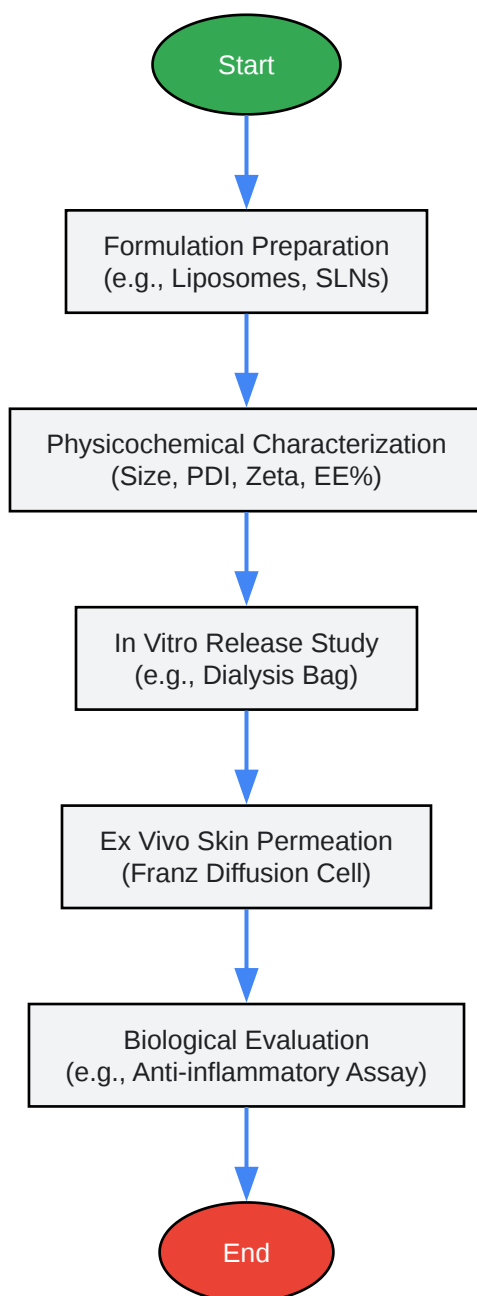 Start
Formulation Preparation
(e.g., Liposomes, SLNs)
Physicochemical Characterization
(Size, PDI, Zeta, EE%)
In Vitro Release Study
(e.g., Dialysis Bag)
Ex Vivo Skin Permeation
(Franz Diffusion Cell)
Biological Evaluation
(e.g., Anti-inflammatory Assay)
End